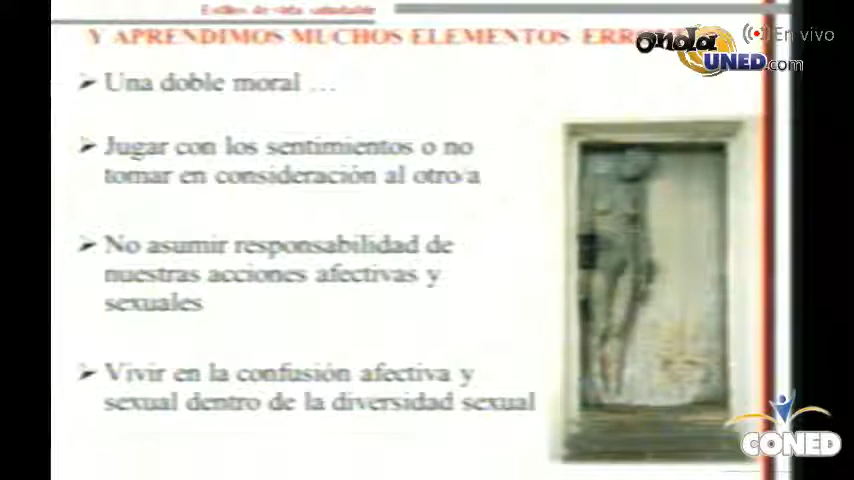 Estilos de vida saludable
Y APRENDIMOS MUCHOS ELEMENTOS
Una doble moral ...
Jugar con los sentimientos o no
tomar en consideración al otro/a
No asumir responsabilidad de
nuestras acciones afectivas y
sexuales
Vivir en la confusión afectiva y
sexual dentro de la diversidad sexual
onda
UNED.com
En vivo
CONED